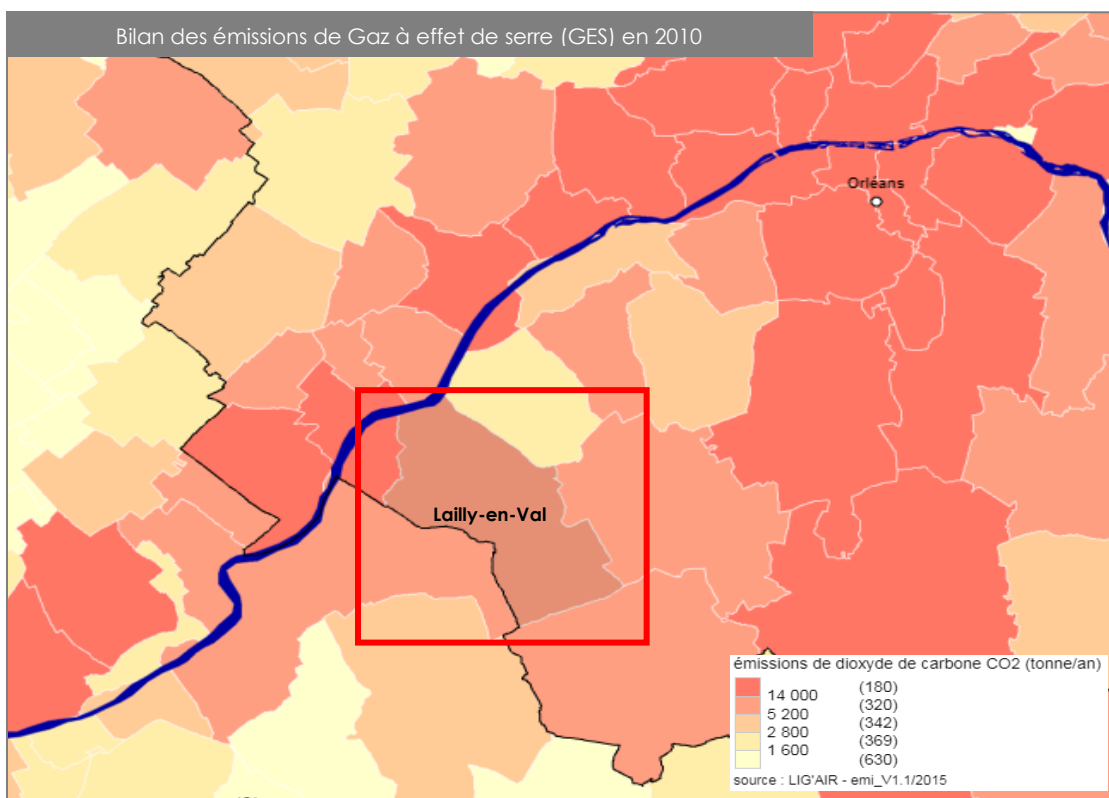 Bilan des émissions de Gaz à effet de serre (GES) en 2010
Orléans
Lailly-en-Val
émissions de dioxyde de carbone CO2 (tonne/an)
(180)
14 000
(320)
5 200
(342)
2 800
(369)
1 600
(630)
source : LIG'AIR - emi_V1.1/2015